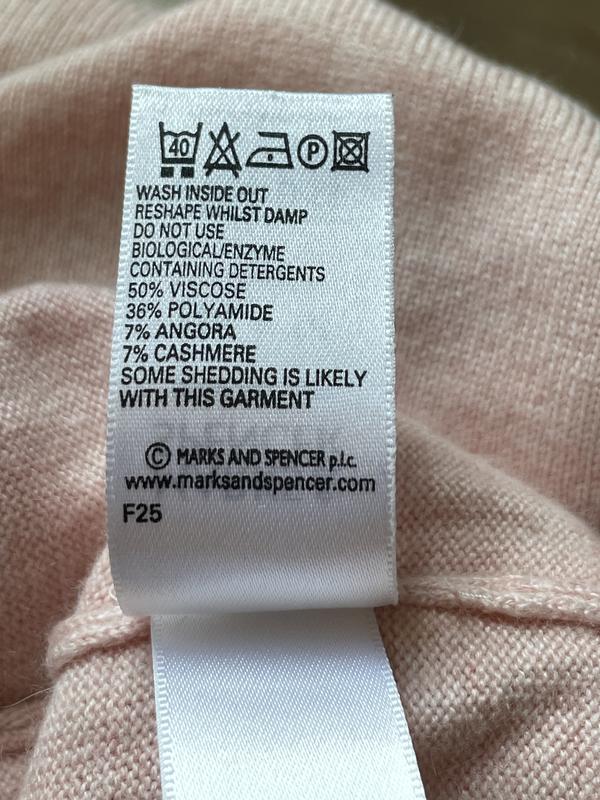 40 P
WASH INSIDE OUT
RESHAPE WHILST DAMP
DO NOT USE
BIOLOGICAL/ENZYME
CONTAINING DETERGENTS
50% VISCOSE
36% POLYAMIDE
7% ANGORA
7% CASHMERE
SOME SHEDDING IS LIKELY
WITH THIS GARMENT
© MARKS AND SPENCER p.l.c.
www.marksandspencer.com
F25